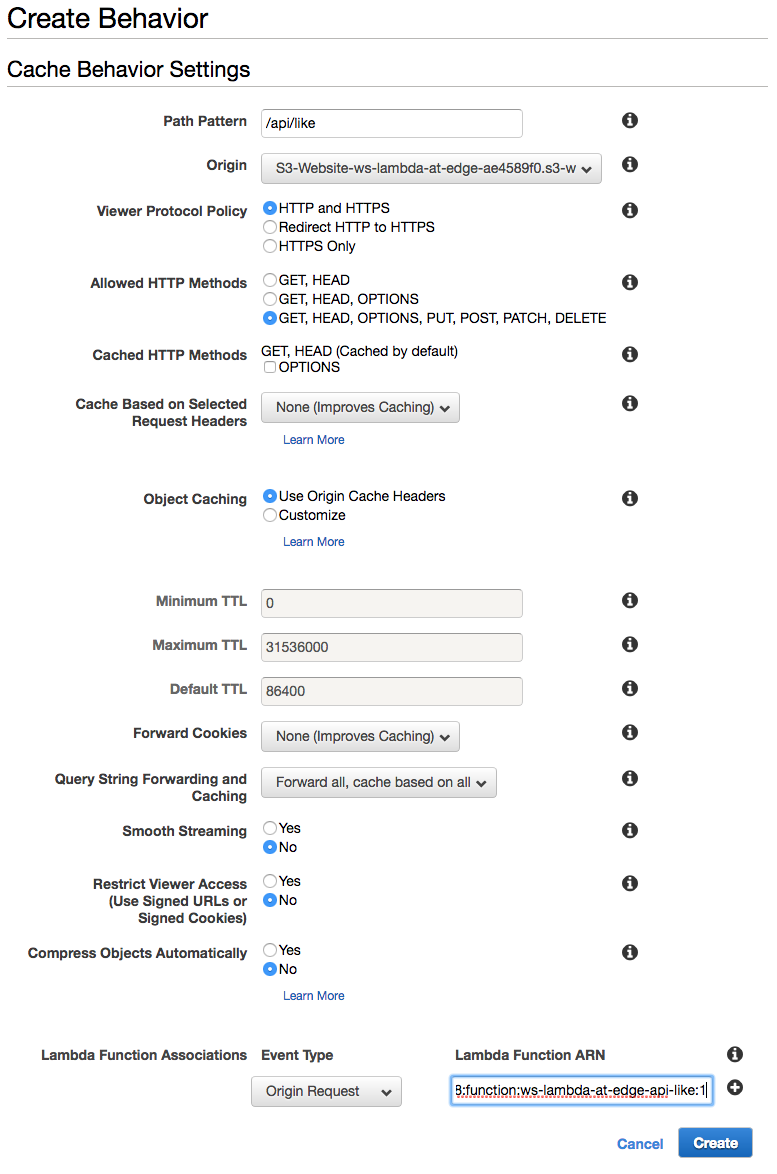 Create Behavior
Cache Behavior Settings
Path Pattern /api/like
Origin S3-Website-ws-lambda-at-edge-ae4589f0.s3-w
Viewer Protocol Policy HTTP and HTTPS
Redirect HTTP to HTTPS
HTTPS Only
Allowed HTTP Methods GET, HEAD
GET, HEAD, OPTIONS
GET, HEAD, OPTIONS, PUT, POST, PATCH, DELETE
Cached HTTP Methods GET, HEAD (Cached by default)
OPTIONS
Cache Based on Selected
Request Headers
None (Improves Caching)
Learn More
Object Caching Use Origin Cache Headers
Customize
Learn More
Minimum TTL 0
Maximum TTL 31536000
Default TTL 86400
Forward Cookies None (Improves Caching)
Query String Forwarding and
Caching
Forward all, cache based on all
Smooth Streaming Yes
No
Restrict Viewer Access
(Use Signed URLs or
Signed Cookies)
Yes
No
Compress Objects Automatically Yes
No
Learn More
Lambda Function Associations Event Type Lambda Function ARN
Origin Request 8:function:ws-lambda-at-edge-api-like:1
Cancel Create